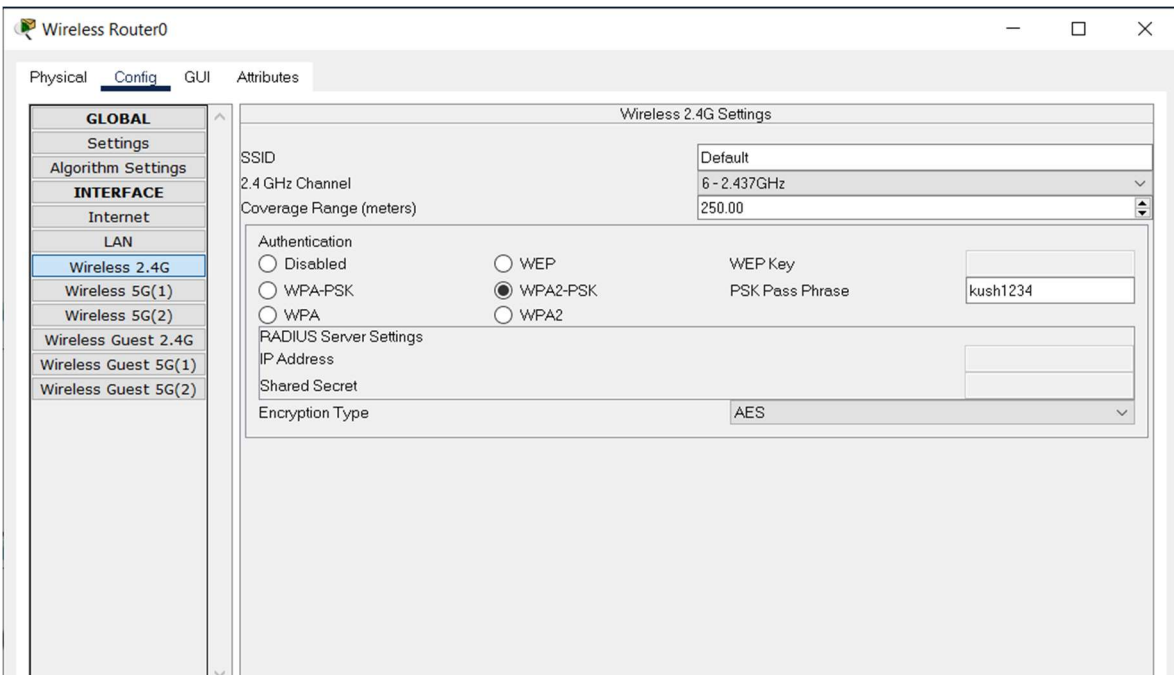 Wireless Router0
Physical Config GUI Attributes
GLOBAL
Settings
Algorithm Settings
INTERFACE
Internet
LAN
Wireless 2.4G
Wireless 5G(1)
Wireless 5G(2)
Wireless Guest 2.4G
Wireless Guest 5G(1)
Wireless Guest 5G(2)
Wireless 2.4G Settings
SSID Default
2.4 GHz Channel 6 - 2.437GHz
Coverage Range (meters) 250.00
Authentication
Disabled WEP WEP Key
WPA-PSK WPA2-PSK PSK Pass Phrase kush1234
WPA WPA2
RADIUS Server Settings
IP Address
Shared Secret
Encryption Type AES